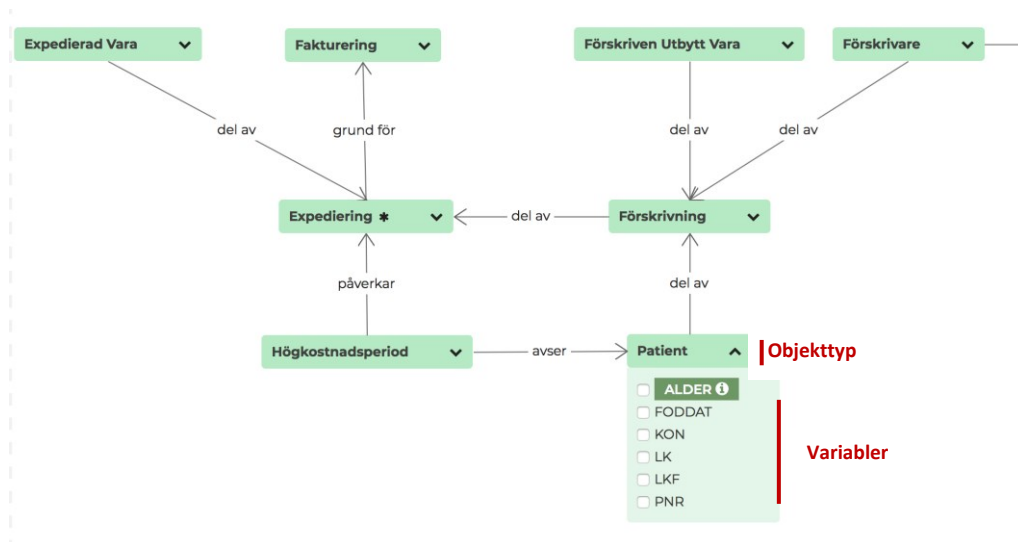 Expedierad Vara
Fakturering
Förskriven Utbytt Vara
Förskrivare
del av
grund för
del av
del av
Expediering *
del av
Förskrivning
påverkar
del av
Högkostnadsperiod
avser
Patient
Objekttyp
ALDER
FODDAT
KON
LK
Variabler
LKF
PNR